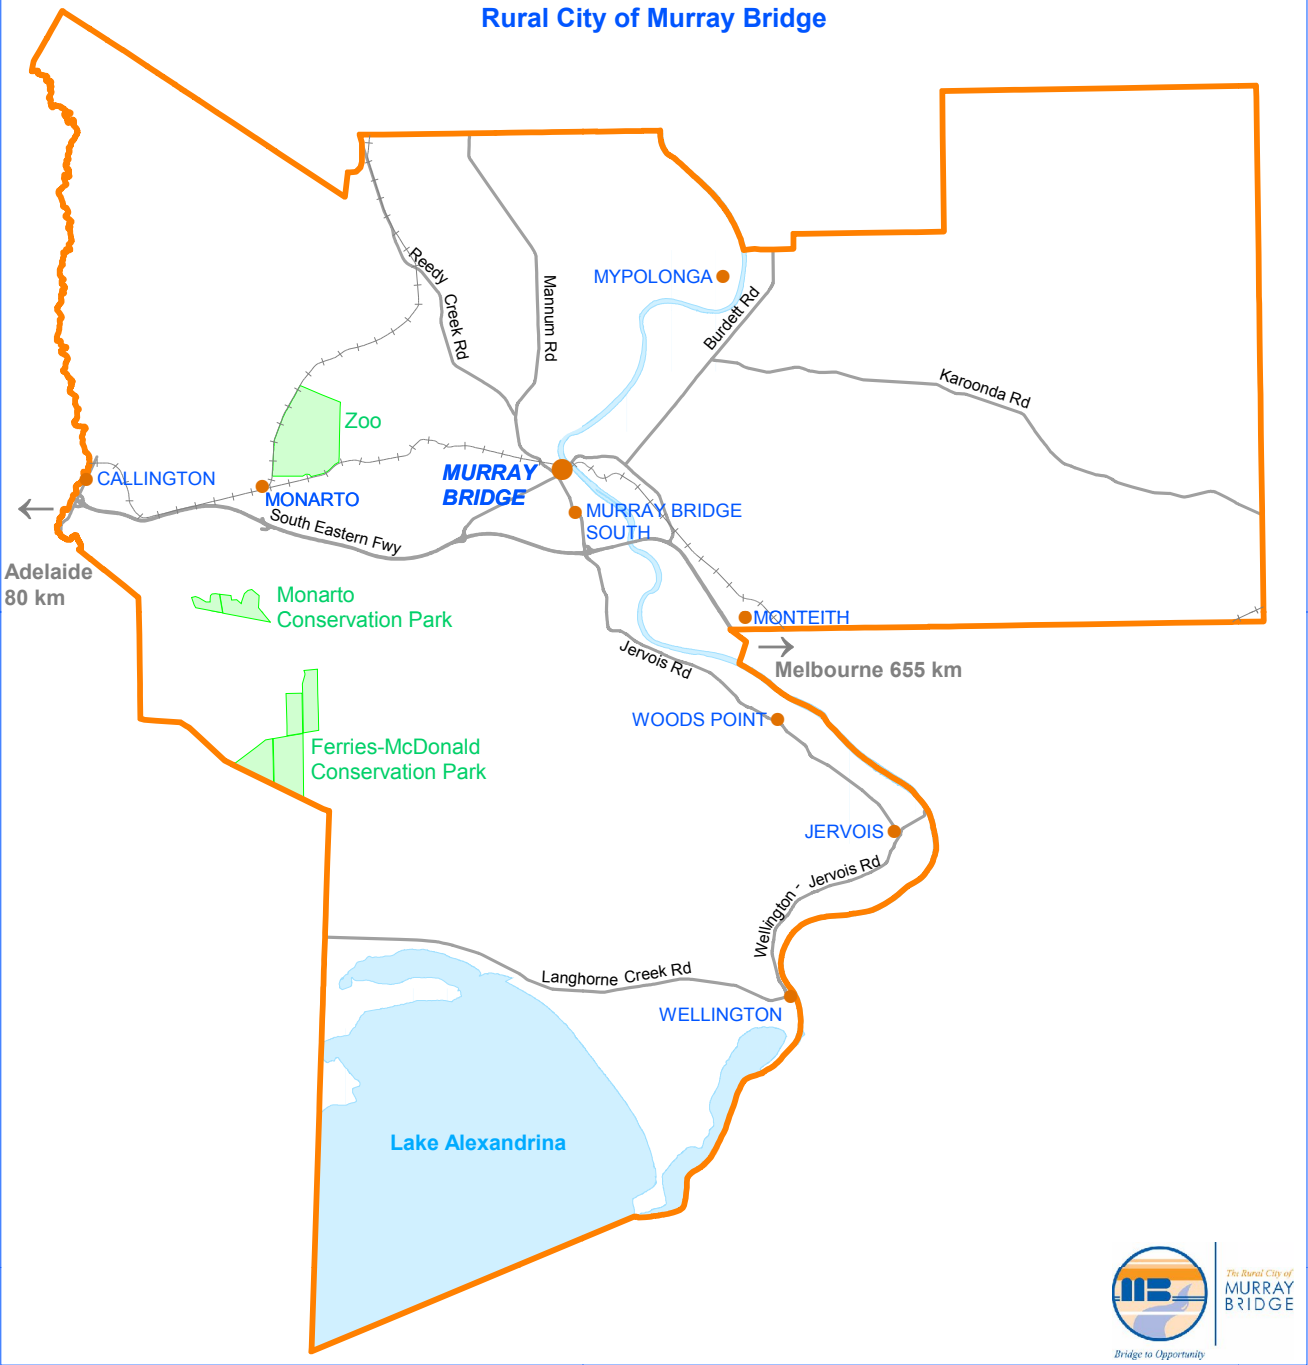 Rural City of Murray Bridge
MYPOLONGA
Reedy Creek Rd
Mannum Rd
Burdett Rd
Karoonda Rd
Zoo
MURRAY
BRIDGE
CALLINGTON
MONARTO
South Eastern Fwy
MURRAY BRIDGE
SOUTH
Adelaide
80 km
Monarto
Conservation Park
MONTEITH
Jervois Rd
Melbourne 655 km
WOODS POINT
Ferries-McDonald
Conservation Park
JERVOIS
Wellington - Jervois Rd
Langhorne Creek Rd
WELLINGTON
Lake Alexandrina
The Rural City of
MURRAY
BRIDGE
Bridge to Opportunity